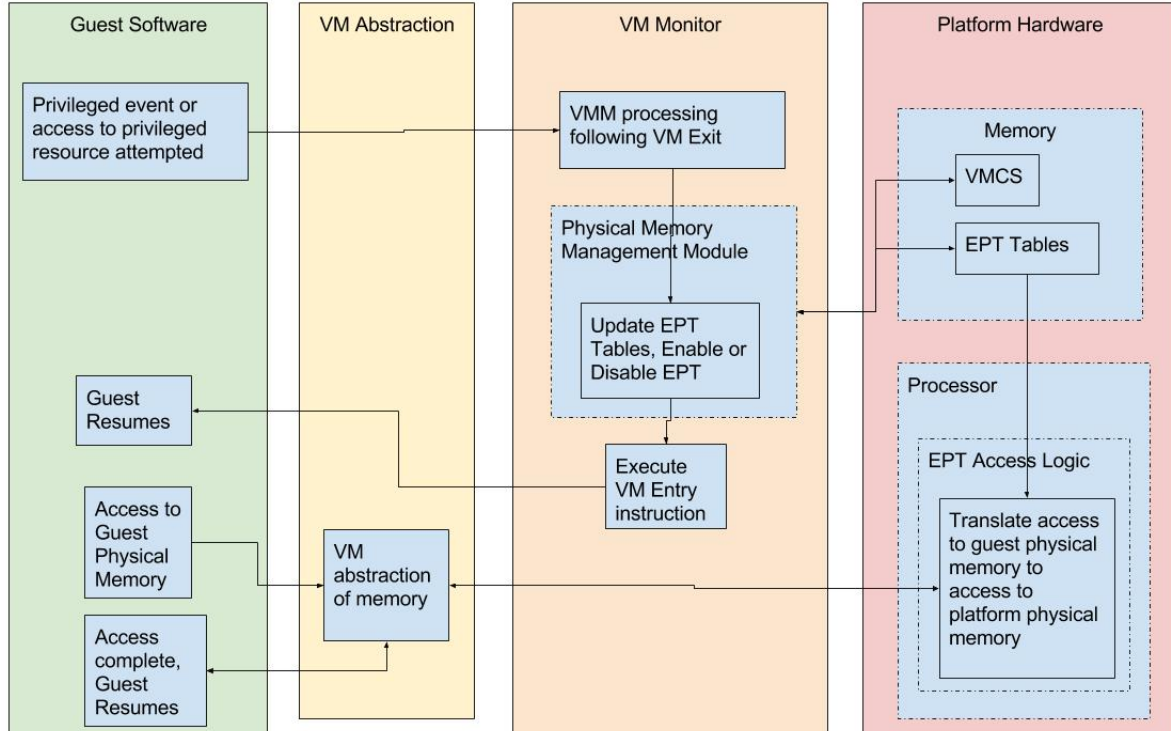 Guest Software
Privileged event or
access to privileged
resource attempted
Guest
Resumes
Access to
Guest
Physical
Memory
Access
complete,
Guest
Resumes
VM Abstraction
VM
abstraction
of memory
VM Monitor
VMM processing
following VM Exit
Physical Memory
Management Module
Update EPT
Tables, Enable or
Disable EPT
Execute
VM Entry
instruction
Platform Hardware
Memory
VMCS
EPT Tables
Processor
EPT Access Logic
Translate access
to guest physical
memory to
access to
platform physical
memory